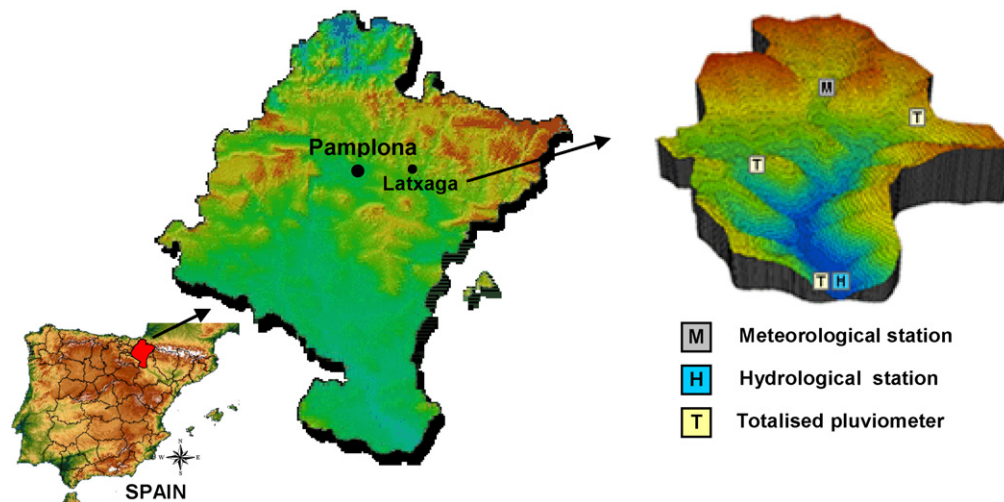 Pamplona
Latxaga
M
T
T
T H
M Meteorological station
H Hydrological station
T Totalised pluviometer
N
W E
S
SPAIN